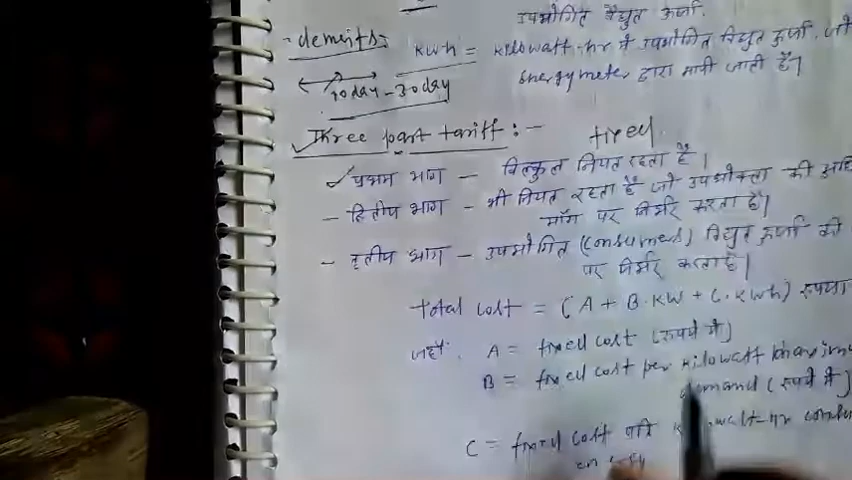 उपभोगित वैद्युत ऊर्जा.
-demerits:
KWh = kilowatt-hr में उपभोगित विद्युत ऊर्जा, जो
energymeter द्वारा मापी जाती है।
10day-30day
Three part tariff:- fixed
प्रथम भाग - बिल्कुल नियत रहता है।
- द्वितीय भाग - भी नियत रहता है जो उपभोक्ता की
माँग पर निर्भर करता है।
- तृतीय भाग - उपभोगित (consumed) विद्युत ऊर्जा की
पर निर्भर करता है।
Total cost = (A + B.KW + C.KWh) रुपया
जहाँ. A = fixed cost (रुपये में)
B = fixed cost per kilowatt
demand (रुपये में)
C = fixed cost प्रति